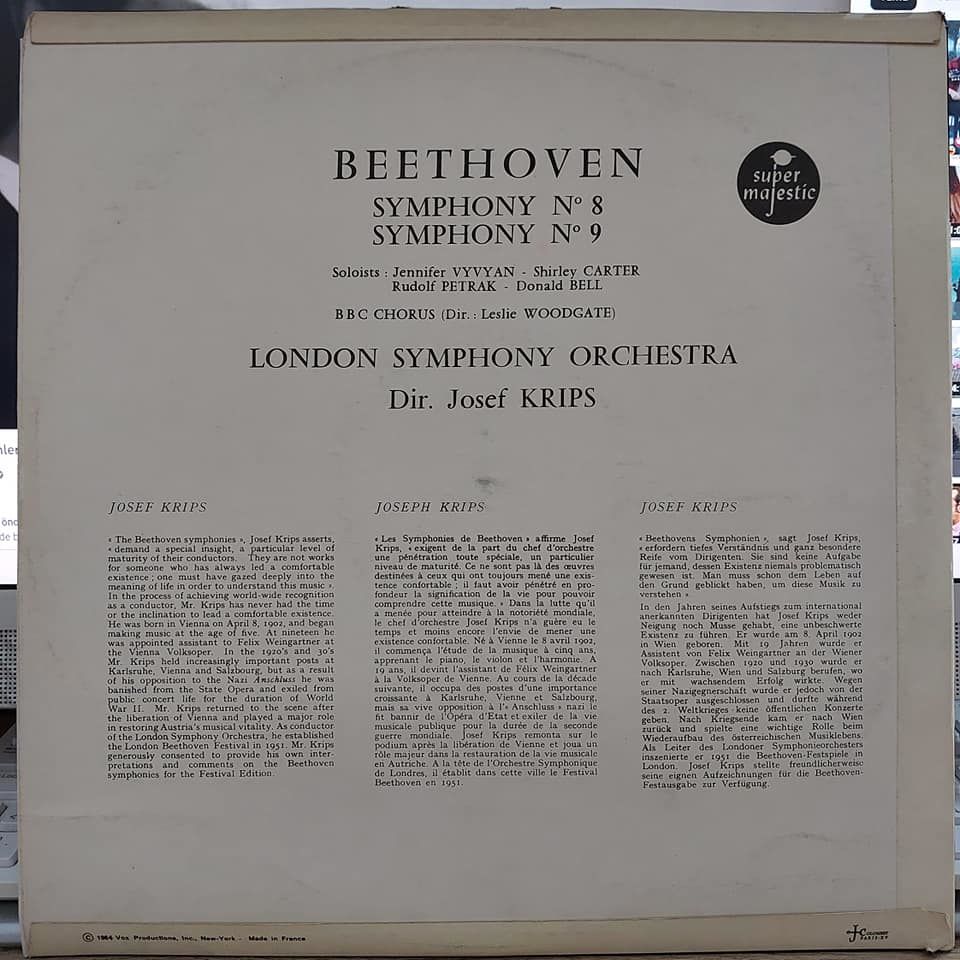 BEETHOVEN
SYMPHONY Nº 8
SYMPHONY Nº 9
super
majestic
Soloists : Jennifer VYVYAN - Shirley CARTER
Rudolf PETRAK - Donald BELL
BBC CHORUS (Dir. : Leslie WOODGATE)
LONDON SYMPHONY ORCHESTRA
Dir. Josef KRIPS
JOSEF KRIPS
« The Beethoven symphonies », Josef Krips asserts,
« demand a special insight, a particular level of
maturity of their conductors. They are not works
for someone who has always led a comfortable
existence ; one must have gazed deeply into the
meaning of life in order to understand this music ».
In the process of achieving world-wide recognition
as a conductor, Mr. Krips has never had the time
or the inclination to lead a comfortable existence.
He was born in Vienna on April 8, 1902, and began
making music at the age of five. At nineteen he
was appointed assistant to Felix Weingartner at
the Vienna Volksoper. In the 1920's and 30's
Mr. Krips held increasingly important posts at
Karlsruhe, Vienna and Salzbourg, but as a result
of his opposition to the Nazi Anschluss he was
banished from the State Opera and exiled from
public concert life for the duration of World
War II. Mr. Krips returned to the scene after
the liberation of Vienna and played a major role
in restoring Austria's musical vitality. As conductor
of the London Symphony Orchestra, he established
the London Beethoven Festival in 1951. Mr. Krips
generously consented to provide his own inter-
pretations and comments on the Beethoven
symphonies for the Festival Edition.
JOSEPH KRIPS
« Les Symphonies de Beethoven » affirme Josef
Krips, « exigent de la part du chef d'orchestre
une pénétration toute spéciale, un particulier
niveau de maturité. Ce ne sont pas là des œuvres
destinées à ceux qui ont toujours mené une exis-
tence confortable ; il faut avoir pénétré en pro-
fondeur la signification de la vie pour pouvoir
comprendre cette musique. » Dans la lutte qu'il
a menée pour atteindre à la notoriété mondiale,
le chef d'orchestre Josef Krips n'a guère eu le
temps et moins encore l'envie de mener une
existence confortable. Né à Vienne le 8 avril 1902,
il commença l'étude de la musique à cinq ans,
apprenant le piano, le violon et l'harmonie. A
19 ans, il devint l'assistant de Félix Weingartner
à la Volksoper de Vienne. Au cours de la décade
suivante, il occupa des postes d'une importance
croissante à Karlsruhe, Vienne et Salzbourg,
mais sa vive opposition à l'« Anschluss » nazi le
fit bannir de l'Opéra d'Etat et exiler de la vie
musicale publique pour la durée de la seconde
guerre mondiale. Josef Krips remonta sur le
podium après la libération de Vienne et joua un
rôle majeur dans la restauration de la vie musicale
en Autriche. A la tête de l'Orchestre Symphonique
de Londres, il établit dans cette ville le Festival
Beethoven en 1951.
JOSEF KRIPS
« Beethovens Symphonien », sagt Josef Krips,
« erfordern tiefes Verständnis und ganz besondere
Reife vom Dirigenten. Sie sind keine Aufgabe
für jemand, dessen Existenz niemals problematisch
gewesen ist. Man muss schon dem Leben auf
den Grund geblickt haben, um diese Musik zu
verstehen ».
In den Jahren seines Aufstiegs zum international
anerkannten Dirigenten hat Josef Krips weder
Neigung noch Musse gehabt, eine unbeschwerte
Existenz zu führen. Er wurde am 8. April 1902
in Wien geboren. Mit 19 Jahren wurde er
Assistent von Felix Weingartner an der Wiener
Volksoper. Zwischen 1920 und 1930 wurde er
nach Karlsruhe, Wien und Salzburg berufen, wo
er mit wachsendem Erfolg wirkte. Wegen
seiner Nazigegnerschaft wurde er jedoch von der
Staatsoper ausgeschlossen und durfte während
des 2. Weltkrieges keine öffentlichen Konzerte
geben. Nach Kriegsende kam er nach Wien
zurück und spielte eine wichtige Rolle beim
Wiederaufbau des österreichischen Musiklebens.
Als Leiter des Londoner Symphonieorchesters
inszenierte er 1951 die Beethoven-Festspiele in
London. Josef Krips stellte freundlicherweise
seine eignen Aufzeichnungen für die Beethoven-
Festausgabe zur Verfügung.
© 1964 Vox Productions, Inc., New-York - Made in France